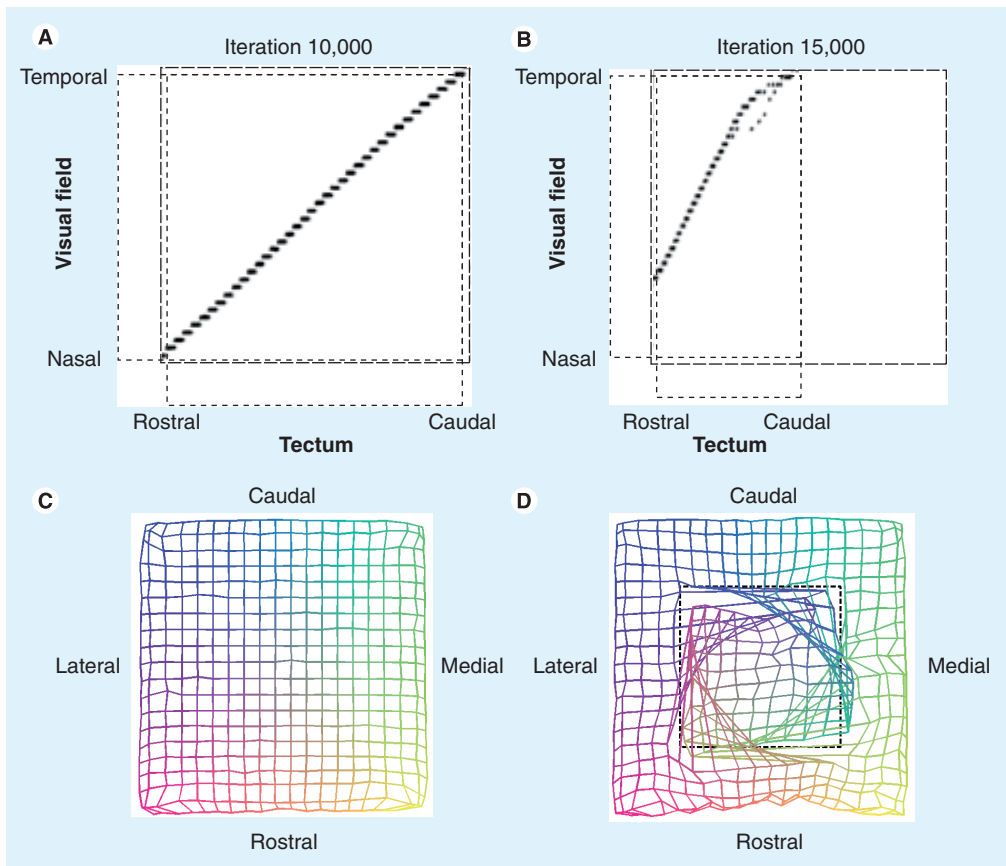 A
Iteration 10,000
Temporal
Visual field
Nasal
Rostral
Caudal
Tectum
B
Iteration 15,000
Temporal
Visual field
Nasal
Rostral
Caudal
Tectum
C
Caudal
Lateral
Medial
Rostral
D
Caudal
Lateral
Medial
Rostral